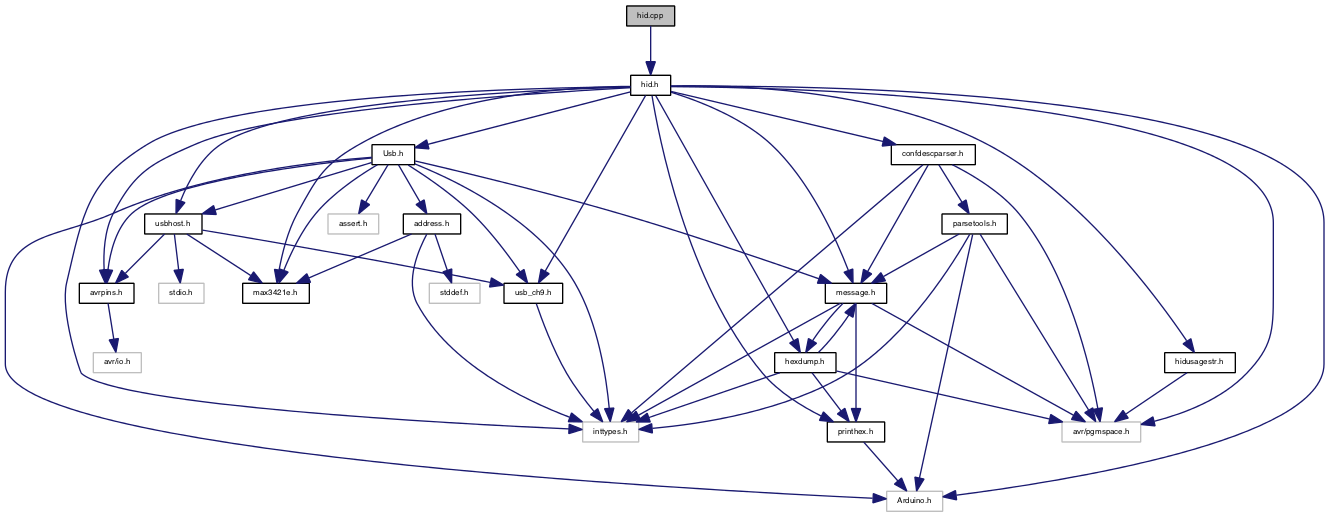 hid.cpp
hid.h
Usb.h
confdescparser.h
usbhost.h
assert.h
address.h
parsetools.h
avrpins.h
stdio.h
max3421e.h
stddef.h
usb_ch9.h
message.h
avr/io.h
hexdump.h
hidusagestr.h
inttypes.h
printhex.h
avr/pgmspace.h
Arduino.h